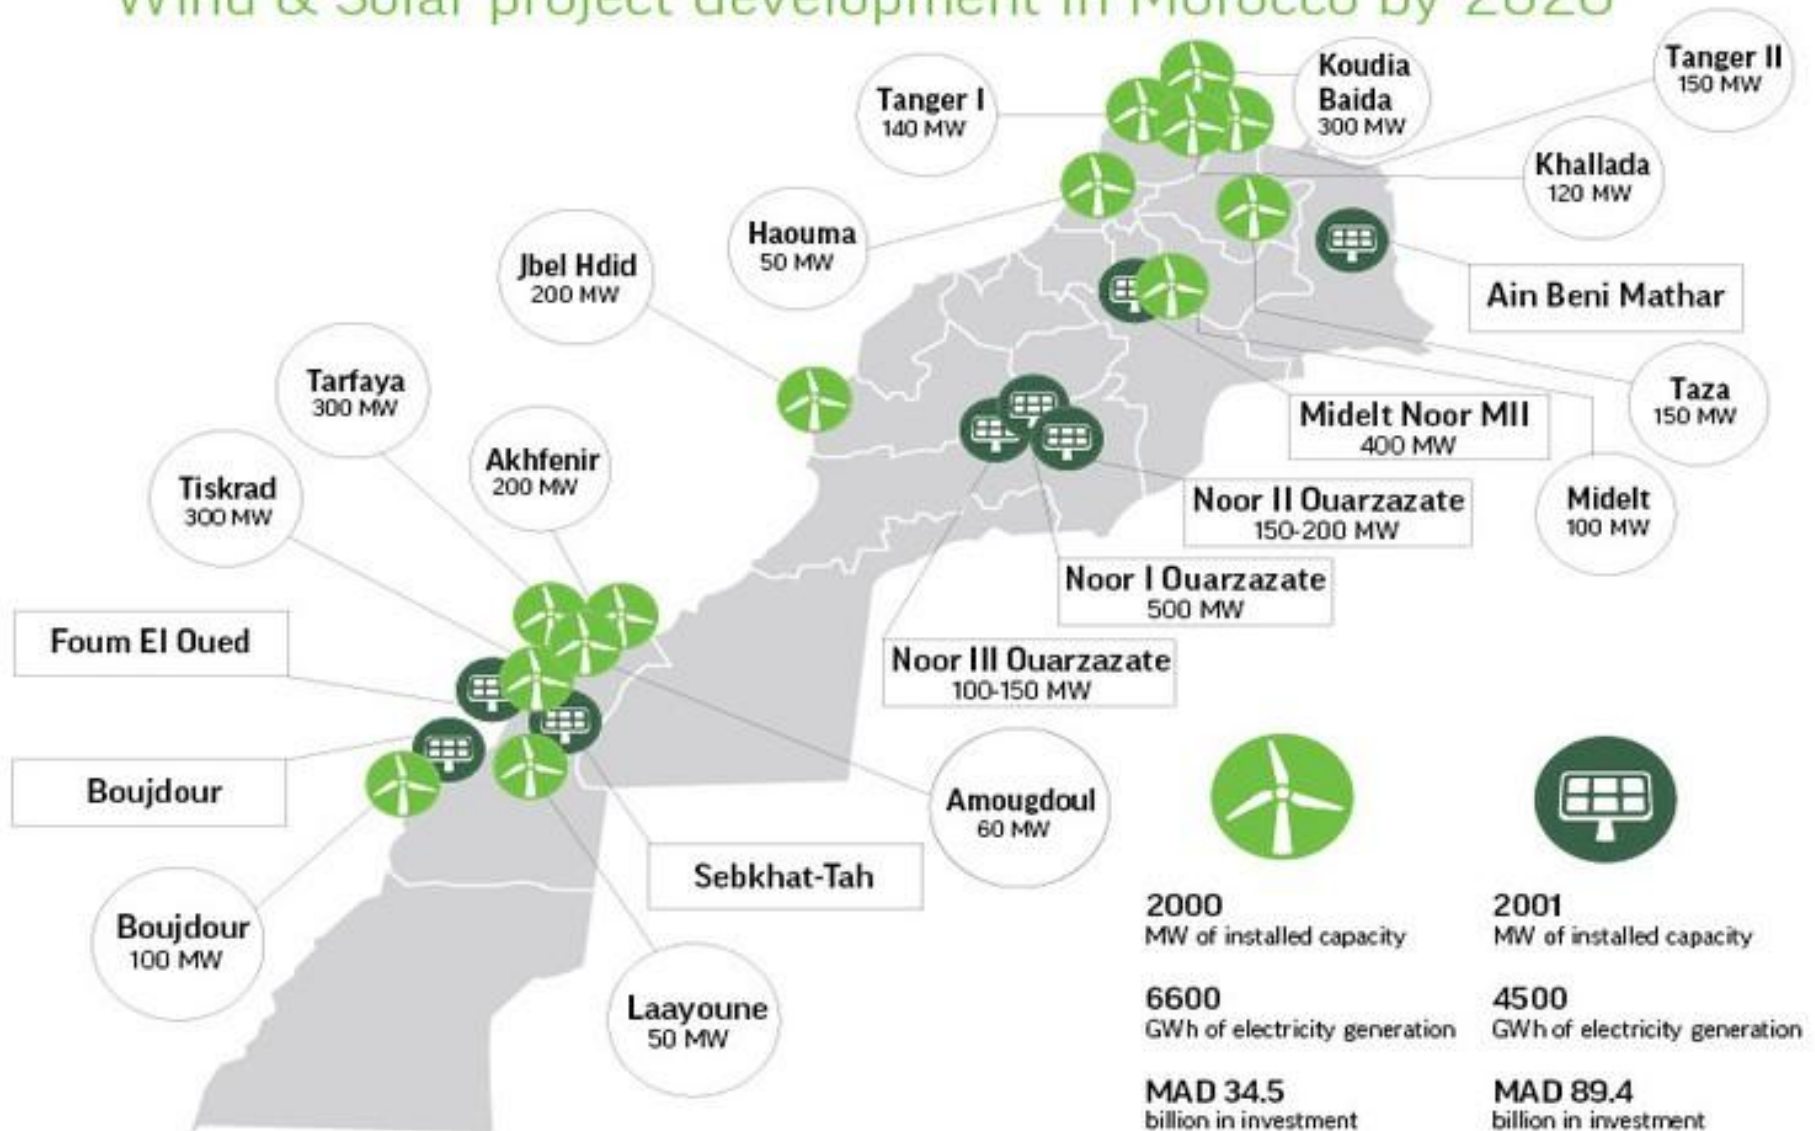 Wind & Solar project development in Morocco by 2020
Tanger I
140 MW
Koudia
Baida
300 MW
Tanger II
150 MW
Khallada
120 MW
Haouma
50 MW
Jbel Hdid
200 MW
Ain Beni Mathar
Tarfaya
300 MW
Taza
150 MW
Midelt Noor MII
400 MW
Akhfenir
200 MW
Tiskrad
300 MW
Noor II Ouarzazate
150-200 MW
Midelt
100 MW
Noor I Ouarzazate
500 MW
Foum El Oued
Noor III Ouarzazate
100-150 MW
Boujdour
Amougdoul
60 MW
Sebkhat-Tah
Boujdour
100 MW
Laayoune
50 MW
2000
MW of installed capacity
6600
GWh of electricity generation
MAD 34.5
billion in investment
2001
MW of installed capacity
4500
GWh of electricity generation
MAD 89.4
billion in investment